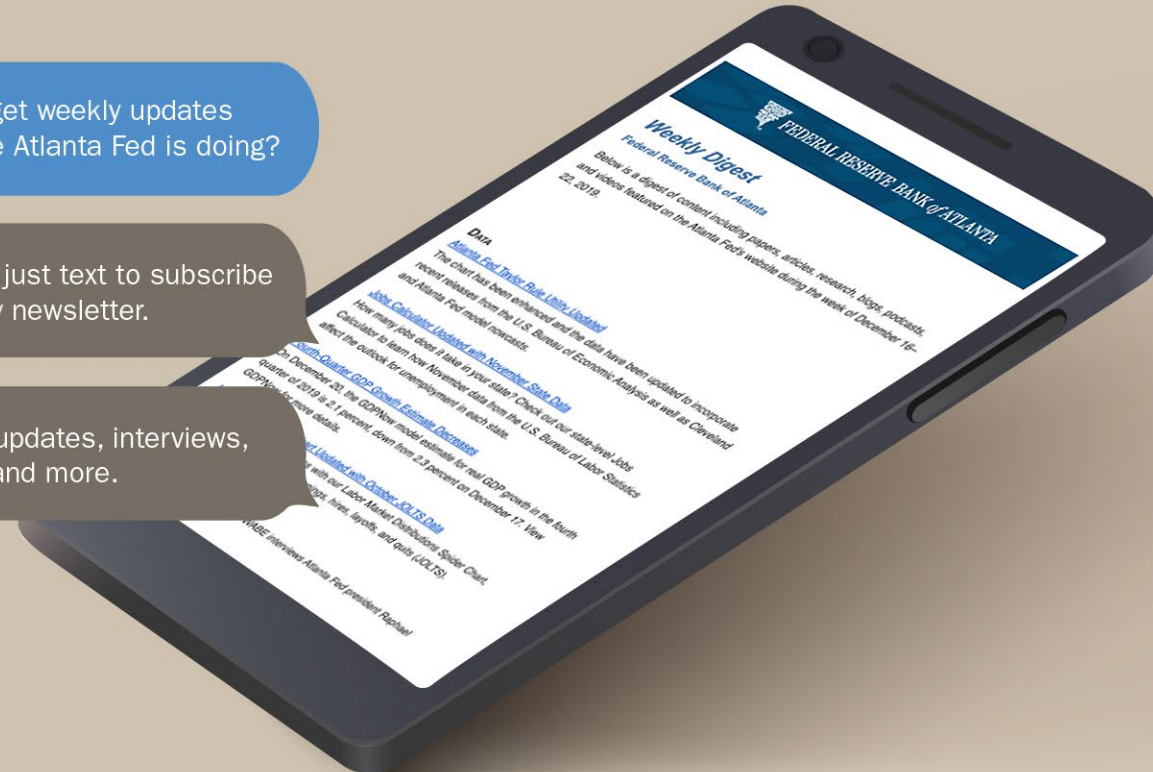 get weekly updates
e Atlanta Fed is doing?
just text to subscribe
y newsletter.
updates, interviews,
and more.
FEDERAL RESERVE BANK of ATLANTA
Weekly Digest
Federal Reserve Bank of Atlanta
Below is a digest of content including papers, articles, research, blogs, podcasts,
and videos featured on the Atlanta Fed's website during the week of December 16–
22, 2019.
DATA
Atlanta Fed Taylor Rule Utility Updated
The chart has been enhanced and the data have been updated to incorporate
recent releases from the U.S. Bureau of Economic Analysis as well as Cleveland
and Atlanta Fed model nowcasts.
Jobs Calculator Updated with November State Data
How many jobs does it take in your state? Check out our state-level Jobs
Calculator to learn how November data from the U.S. Bureau of Labor Statistics
affect the outlook for unemployment in each state.
Fourth-Quarter GDP Growth Estimate Decreases
On December 20, the GDPNow model estimate for real GDP growth in the fourth
quarter of 2019 is 2.1 percent, down from 2.3 percent on December 17. View
GDPNow for more details.
Updated with October JOLTS Data
with our Labor Market Distributions Spider Chart,
hires, layoffs, and quits (JOLTS).
WABE interviews Atlanta Fed president Raphael